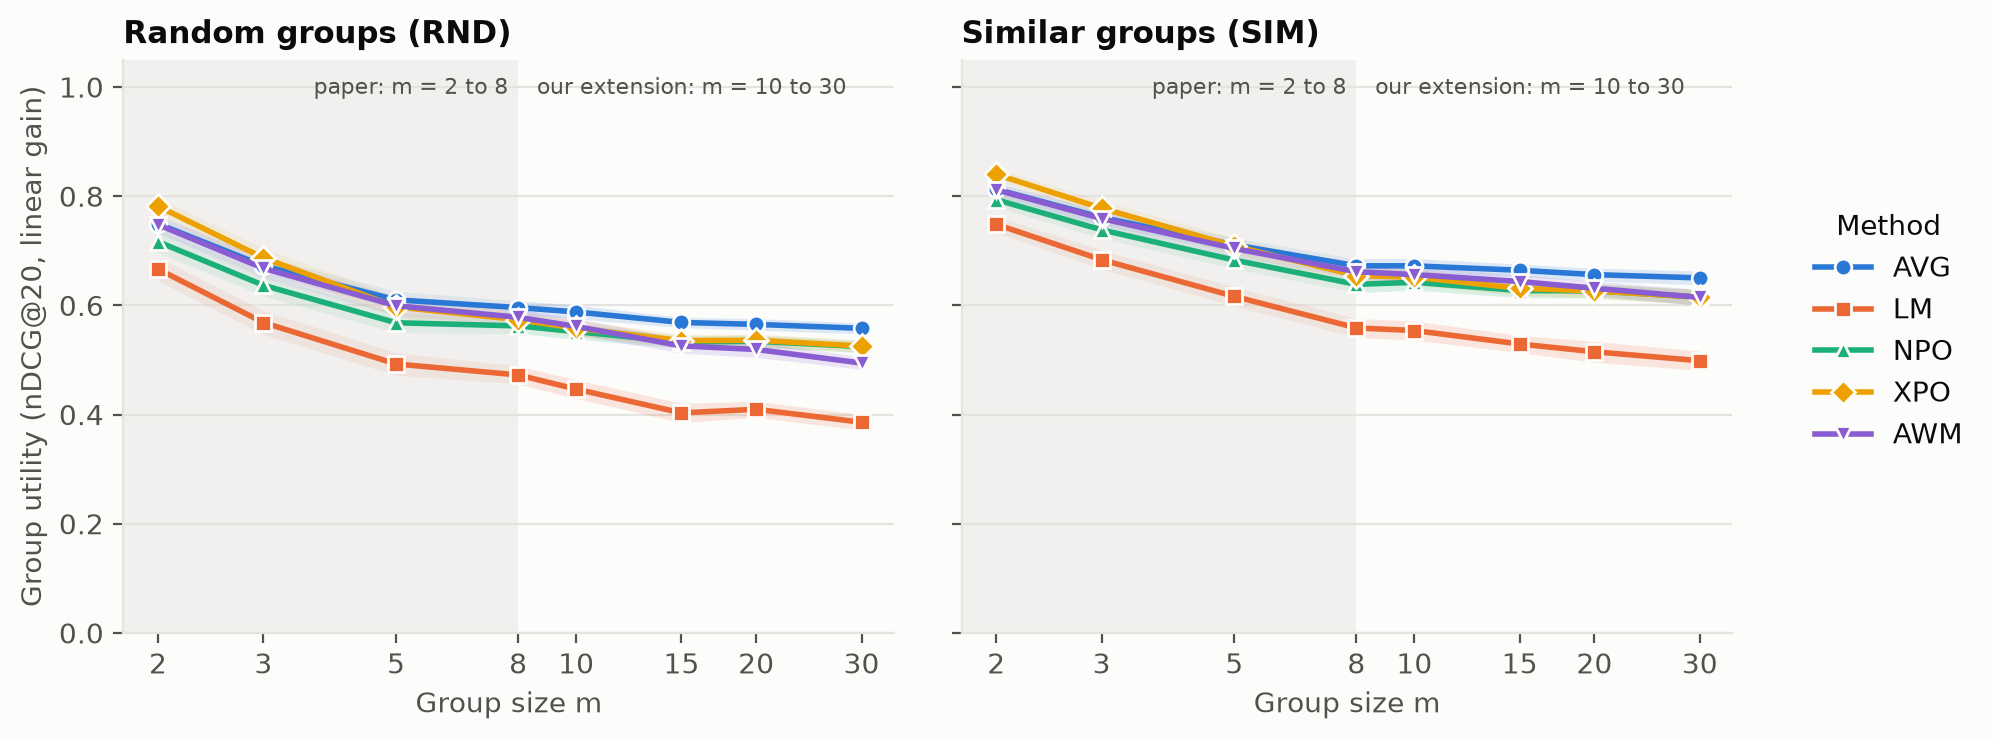 Random groups (RND)
Similar groups (SIM)
paper: m = 2 to 8
our extension: m = 10 to 30
paper: m = 2 to 8
our extension: m = 10 to 30
Group utility (nDCG@20, linear gain)
1.0
0.8
0.6
0.4
0.2
0.0
2 3 5 8 10 15 20 30
2 3 5 8 10 15 20 30
Group size m
Group size m
Method
AVG
LM
NPO
XPO
AWM